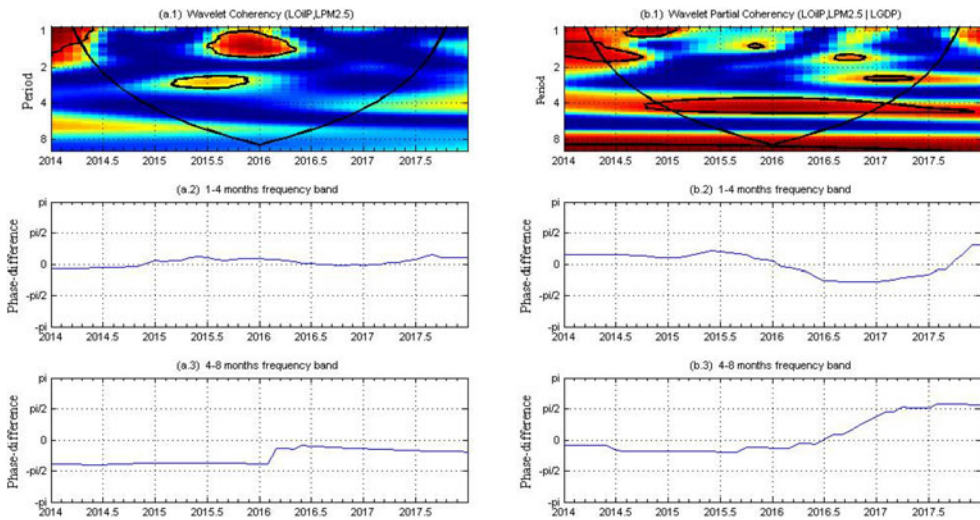 (a.1) Wavelet Coherency (LOilP,LPM2.5)
Period
1
2
4
8
2014 2014.5 2015 2015.5 2016 2016.5 2017 2017.5
(a.2) 1-4 months frequency band
Phase-difference
pi
pi/2
0
-pi/2
-pi
2014 2014.5 2015 2015.5 2016 2016.5 2017 2017.5
(a.3) 4-8 months frequency band
Phase-difference
pi
pi/2
0
-pi/2
-pi
2014 2014.5 2015 2015.5 2016 2016.5 2017 2017.5
(b.1) Wavelet Partial Coherency (LOilP,LPM2.5 | LGDP)
Period
1
2
4
8
2014 2014.5 2015 2015.5 2016 2016.5 2017 2017.5
(b.2) 1-4 months frequency band
Phase-difference
pi
pi/2
0
-pi/2
-pi
2014 2014.5 2015 2015.5 2016 2016.5 2017 2017.5
(b.3) 4-8 months frequency band
Phase-difference
pi
pi/2
0
-pi/2
-pi
2014 2014.5 2015 2015.5 2016 2016.5 2017 2017.5